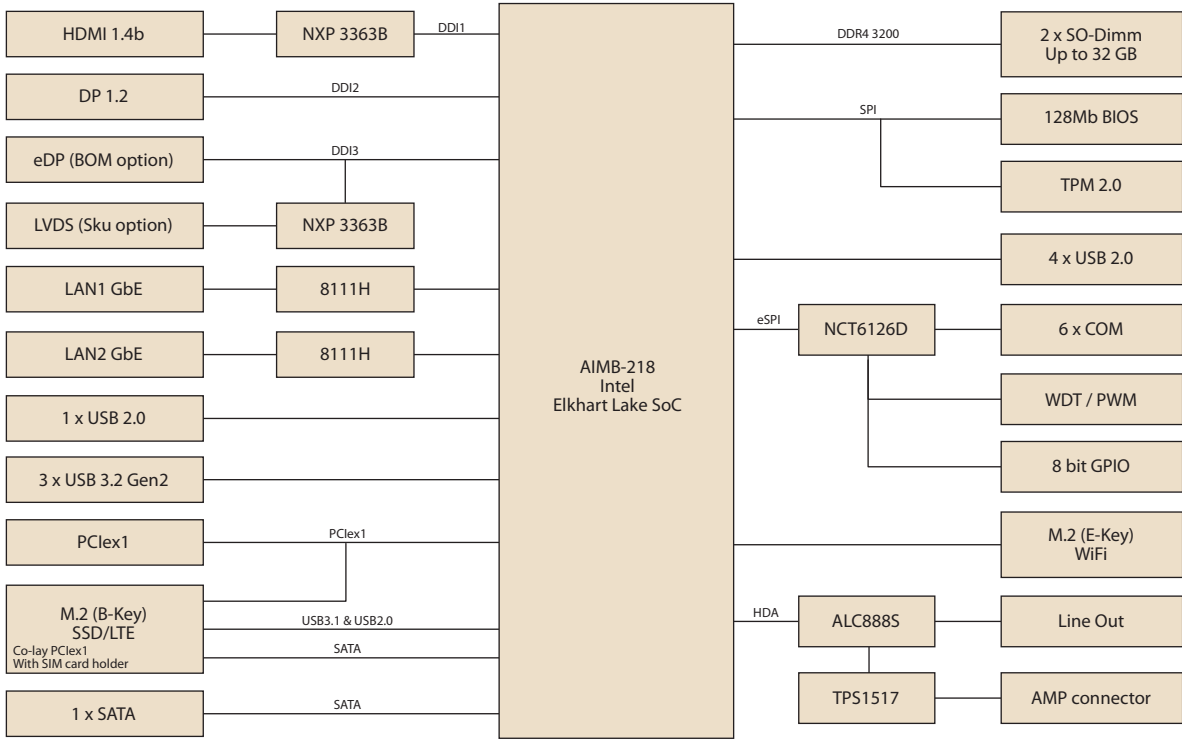 HDMI 1.4b
NXP 3363B
DDI1
DP 1.2
DDI2
eDP (BOM option)
DDI3
LVDS (Sku option)
NXP 3363B
LAN1 GbE
8111H
LAN2 GbE
8111H
1 x USB 2.0
3 x USB 3.2 Gen2
PCIex1
PCIex1
M.2 (B-Key)
SSD/LTE
Co-lay PCIex1
With SIM card holder
USB3.1 & USB2.0
SATA
1 x SATA
SATA
AIMB-218
Intel
Elkhart Lake SoC
DDR4 3200
2 x SO-Dimm
Up to 32 GB
SPI
128Mb BIOS
TPM 2.0
4 x USB 2.0
eSPI
NCT6126D
6 x COM
WDT / PWM
8 bit GPIO
M.2 (E-Key)
WiFi
HDA
ALC888S
Line Out
TPS1517
AMP connector